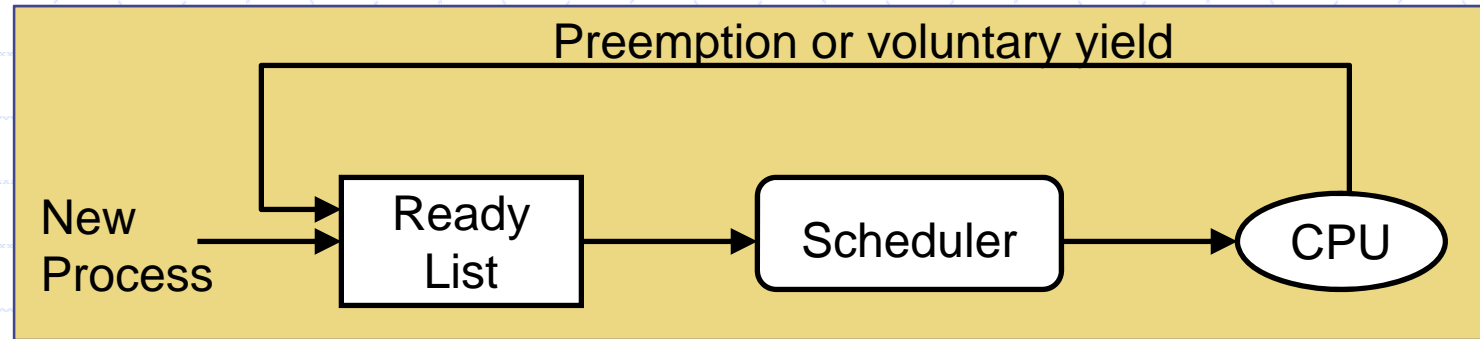 Preemption or voluntary yield
New
Process
Ready
List
Scheduler
CPU